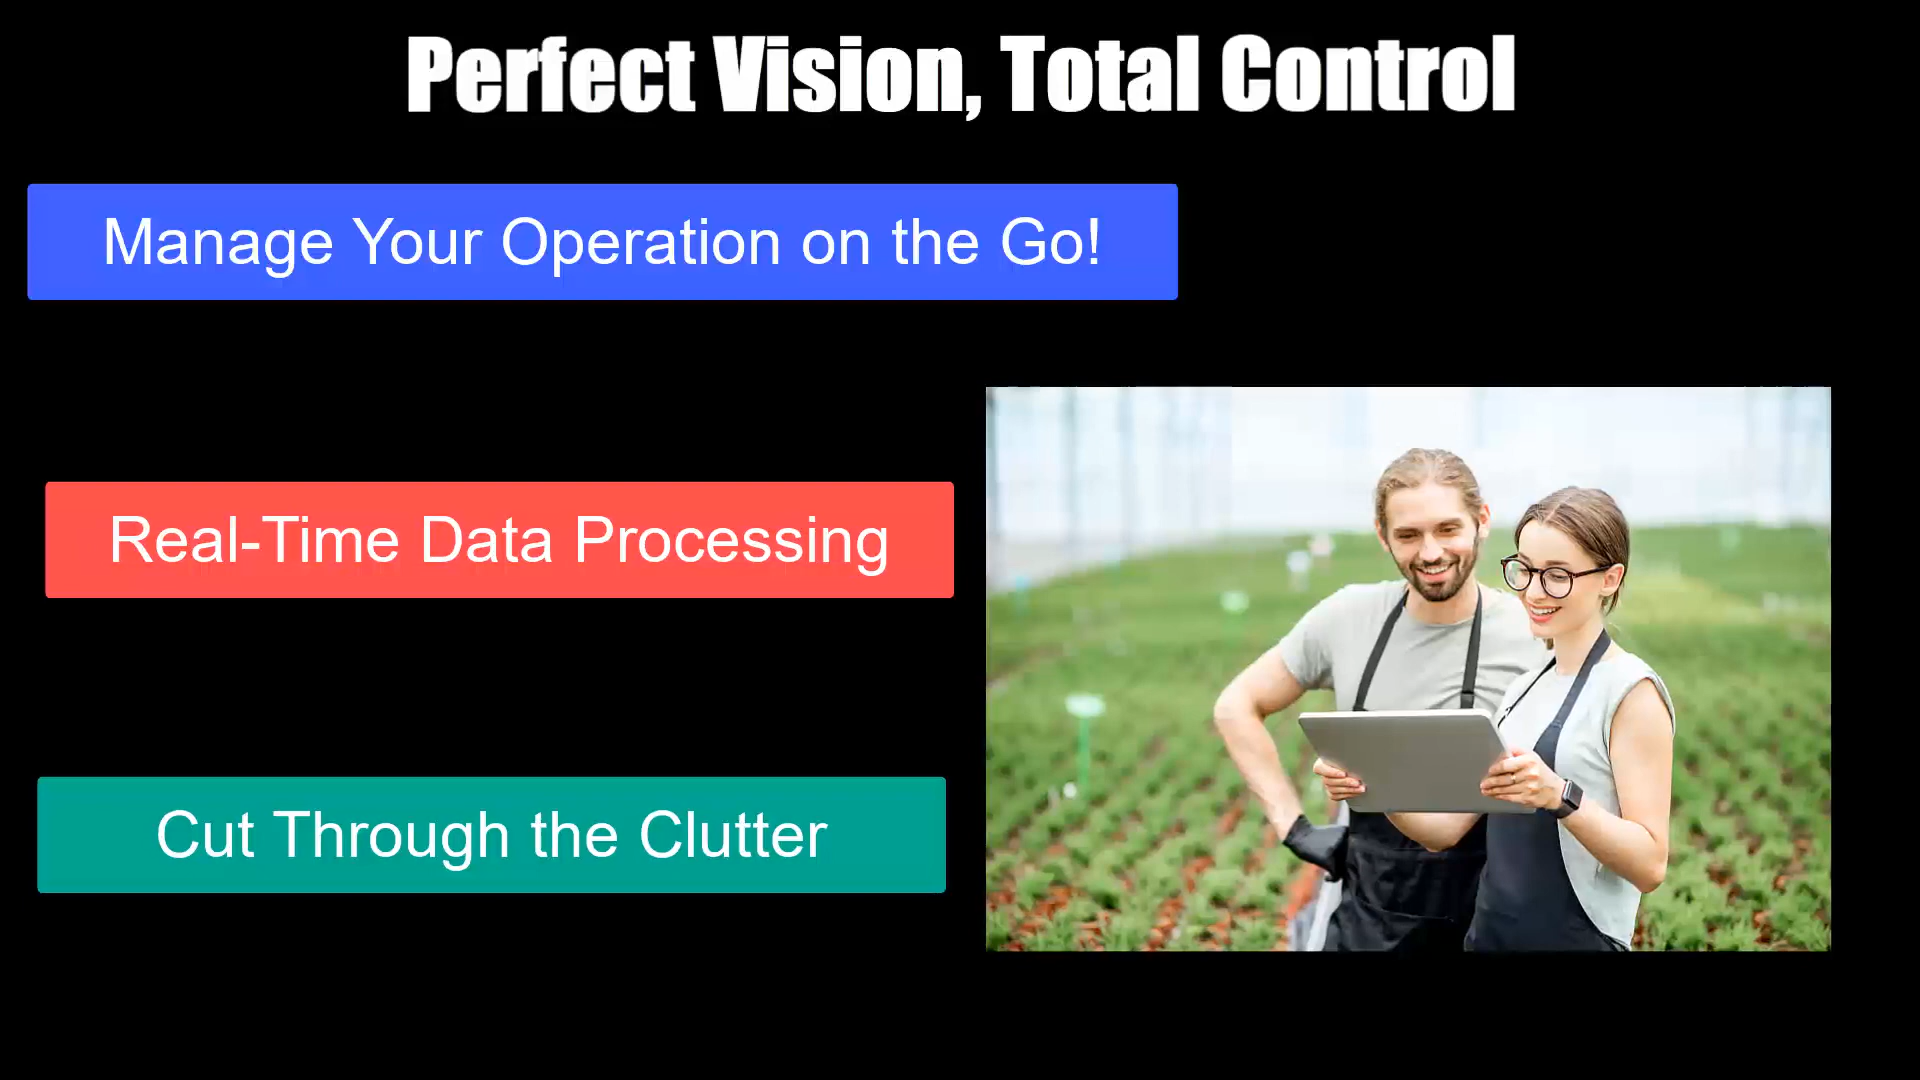 Perfect Vision, Total Control
Manage Your Operation on the Go!
Real-Time Data Processing
Cut Through the Clutter